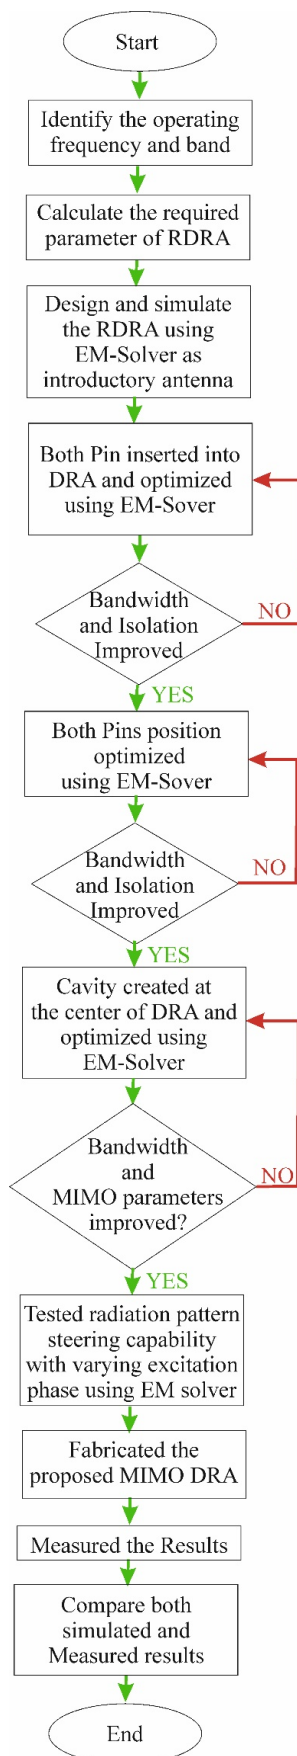 Start
Identify the operating
frequency and band
Calculate the required
parameter of RDRA
Design and simulate
the RDRA using
EM-Solver as
introductory antenna
Both Pin inserted into
DRA and optimized
using EM-Sover
Bandwidth
and Isolation
Improved
NO
YES
Both Pins position
optimized
using EM-Sover
Bandwidth
and Isolation
Improved
NO
YES
Cavity created at
the center of DRA and
optimized using
EM-Solver
Bandwidth
and
MIMO parameters
improved?
NO
YES
Tested radiation pattern
steering capability
with varying excitation
phase using EM solver
Fabricated the
proposed MIMO DRA
Measured the Results
Compare both
simulated and
Measured results
End